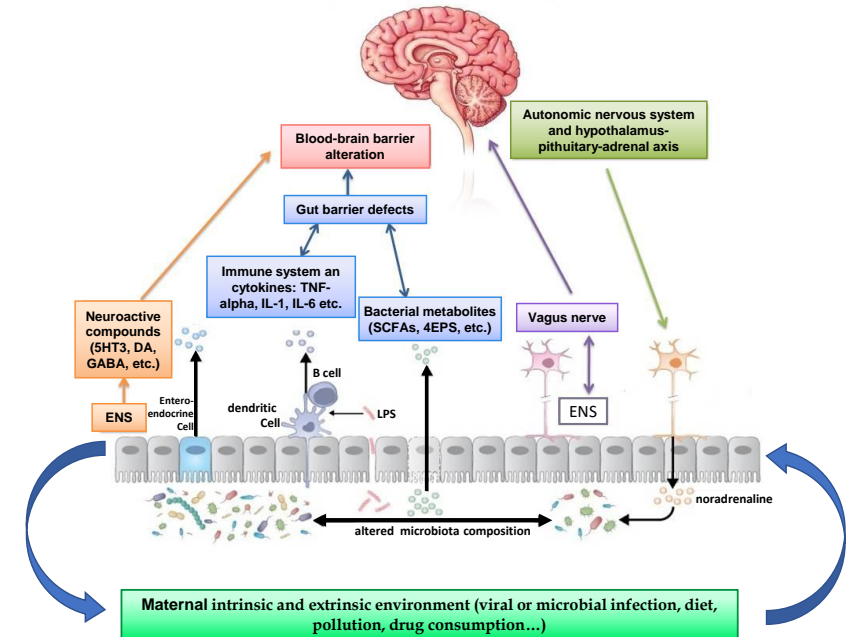 Autonomic nervous system
and hypothalamus-
pithuitary-adrenal axis
Blood-brain barrier
alteration
Gut barrier defects
Immune system an
cytokines: TNF-
alpha, IL-1, IL-6 etc.
Bacterial metabolites
(SCFAs, 4EPS, etc.)
Neuroactive
compounds
(5HT3, DA,
GABA, etc.)
Vagus nerve
ENS
Entero-
endocrine
Cell
B cell
dendritic
Cell
LPS
ENS
noradrenaline
altered microbiota composition
Maternal intrinsic and extrinsic environment (viral or microbial infection, diet,
pollution, drug consumption…)